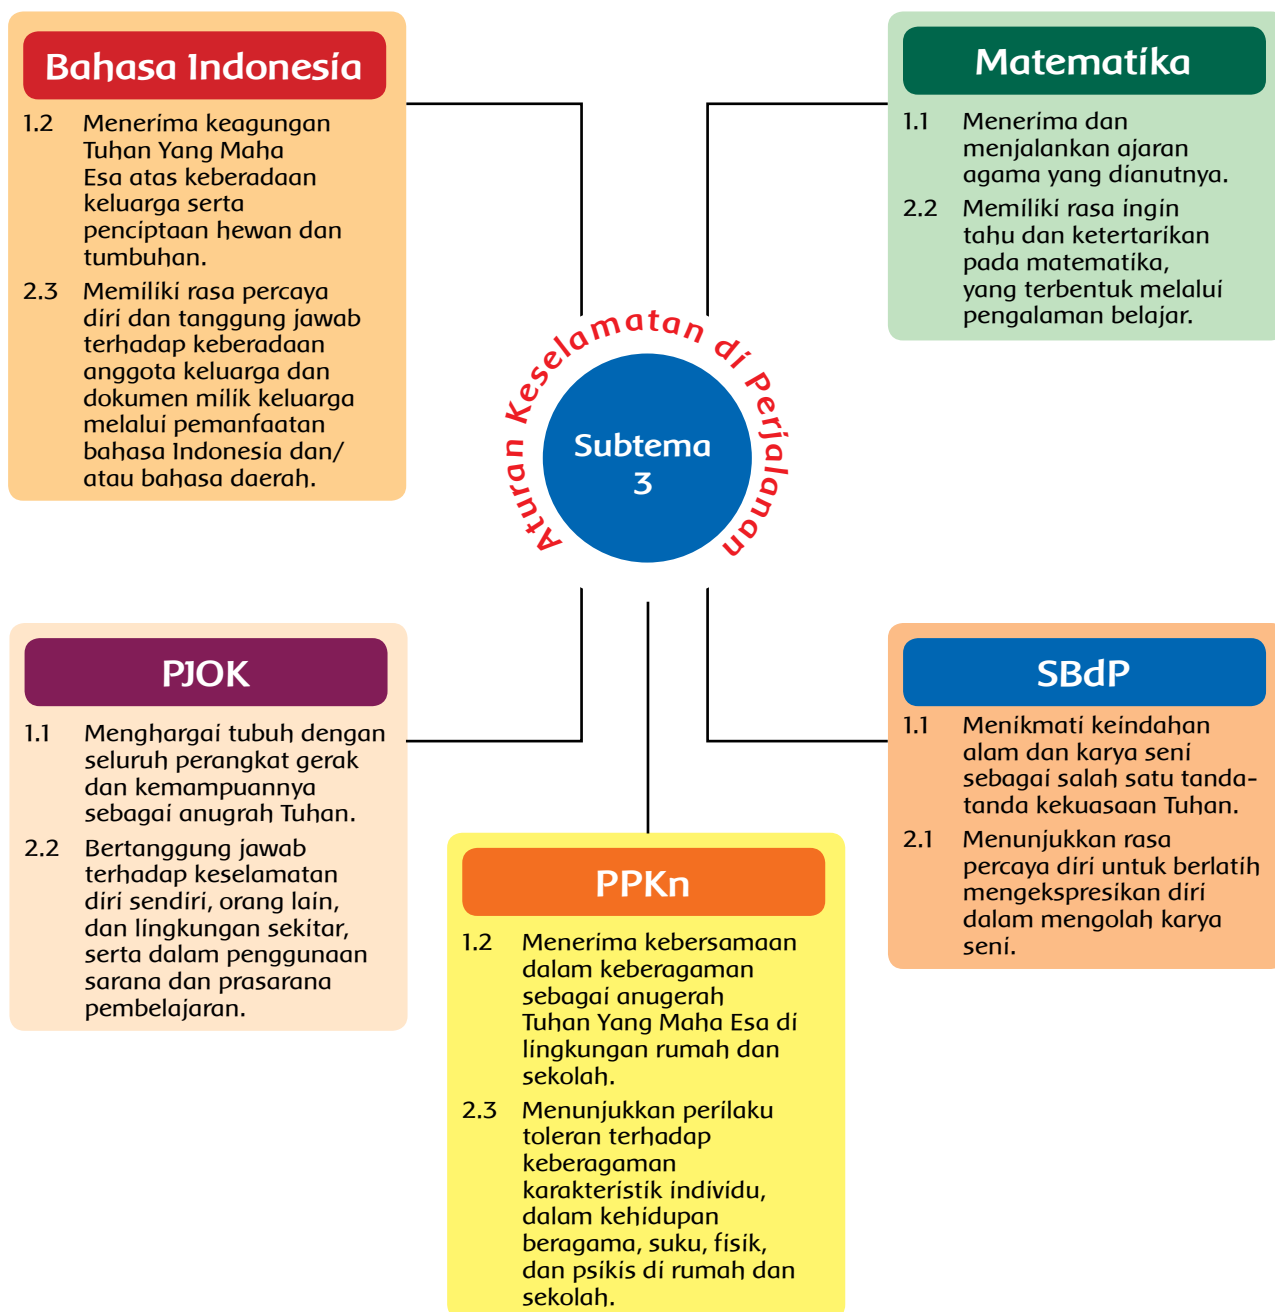 Bahasa Indonesia
1.2 Menerima keagungan
Tuhan Yang Maha
Esa atas keberadaan
keluarga serta
penciptaan hewan dan
tumbuhan.
2.3 Memiliki rasa percaya
diri dan tanggung jawab
terhadap keberadaan
anggota keluarga dan
dokumen milik keluarga
melalui pemanfaatan
bahasa Indonesia dan/
atau bahasa daerah.
Matematika
1.1 Menerima dan
menjalankan ajaran
agama yang dianutnya.
2.2 Memiliki rasa ingin
tahu dan ketertarikan
pada matematika,
yang terbentuk melalui
pengalaman belajar.
Aturan Keselamatan di Perjalanan
Subtema
3
PJOK
1.1 Menghargai tubuh dengan
seluruh perangkat gerak
dan kemampuannya
sebagai anugrah Tuhan.
2.2 Bertanggung jawab
terhadap keselamatan
diri sendiri, orang lain,
dan lingkungan sekitar,
serta dalam penggunaan
sarana dan prasarana
pembelajaran.
PPKn
1.2 Menerima kebersamaan
dalam keberagaman
sebagai anugerah
Tuhan Yang Maha Esa di
lingkungan rumah dan
sekolah.
2.3 Menunjukkan perilaku
toleran terhadap
keberagaman
karakteristik individu,
dalam kehidupan
beragama, suku, fisik,
dan psikis di rumah dan
sekolah.
SBdP
1.1 Menikmati keindahan
alam dan karya seni
sebagai salah satu tanda-
tanda kekuasaan Tuhan.
2.1 Menunjukkan rasa
percaya diri untuk berlatih
mengekspresikan diri
dalam mengolah karya
seni.